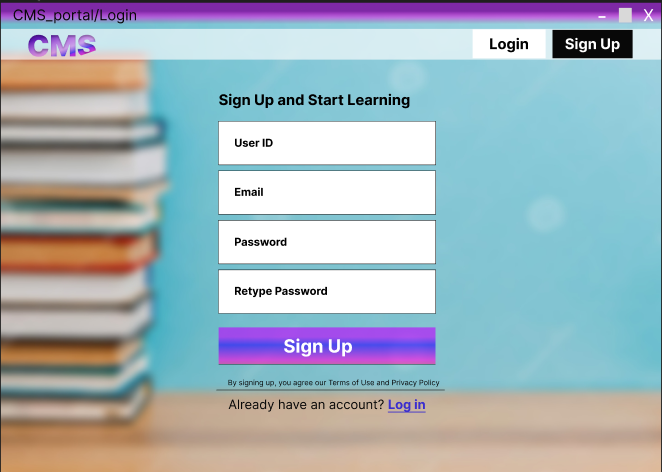 CMS_portal/Login
CMS
Login
Sign Up
Sign Up and Start Learning
User ID
Email
Password
Retype Password
Sign Up
By signing up, you agree our Terms of Use and Privacy Policy
Already have an account? Log in